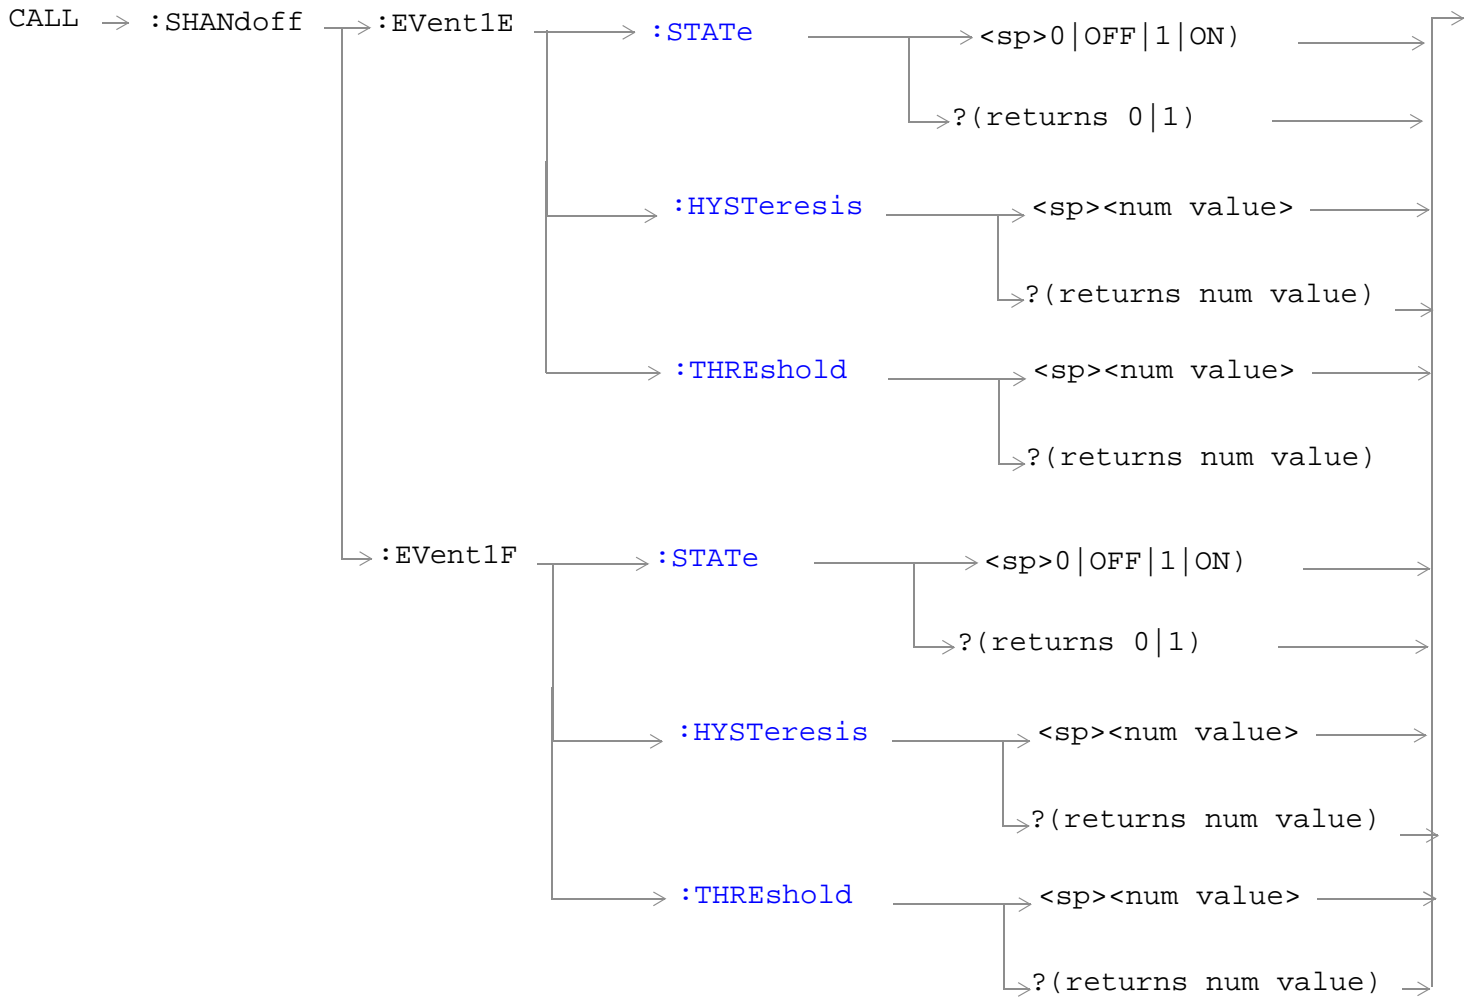 CALL :SHANdoff :EVent1E :STATe <sp>0|OFF|1|ON)
?(returns 0|1)
:HYSTeresis <sp><num value>
?(returns num value)
:THREshold <sp><num value>
?(returns num value)
:EVent1F :STATe <sp>0|OFF|1|ON)
?(returns 0|1)
:HYSTeresis <sp><num value>
?(returns num value)
:THREshold <sp><num value>
?(returns num value)